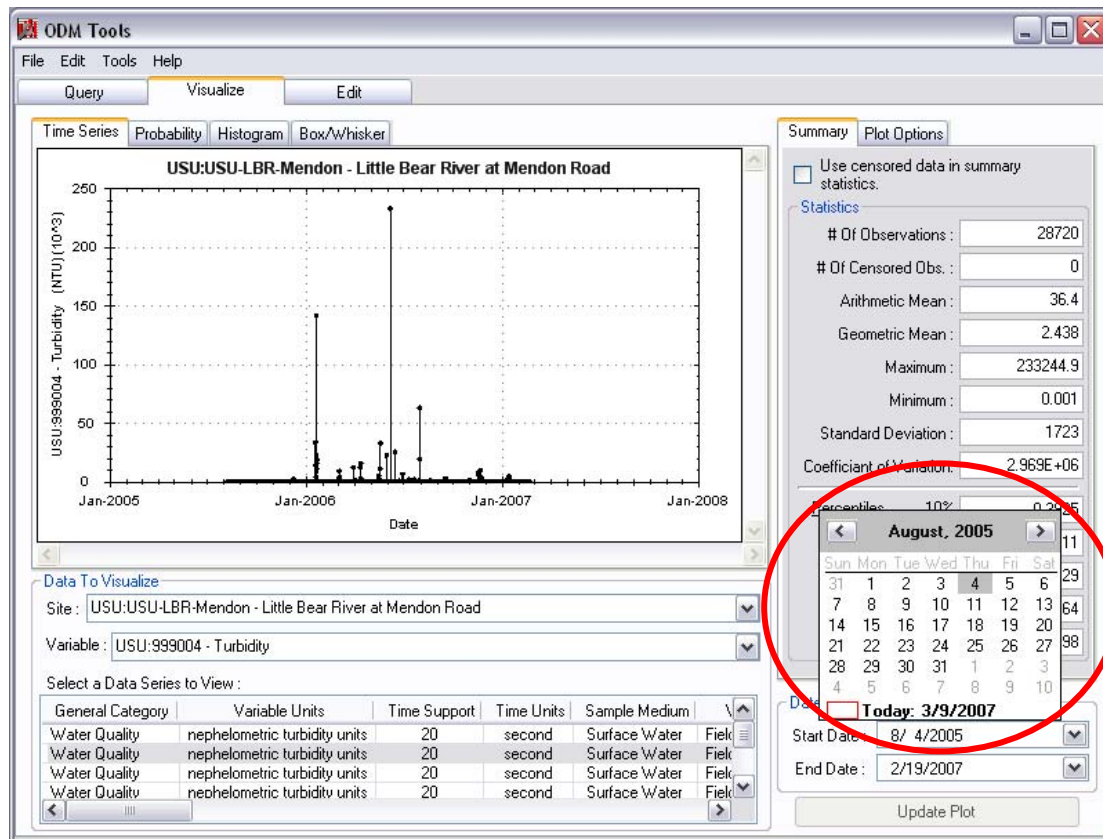 ODM Tools
File Edit Tools Help
Query Visualize Edit
Time Series Probability Histogram Box/Whisker
USU:USU-LBR-Mendon - Little Bear River at Mendon Road
USU:999004 - Turbidity (NTU)(10^3)
250
200
150
100
50
0
Jan-2005 Jan-2006 Jan-2007 Jan-2008
Date
Summary Plot Options
Use censored data in summary
statistics.
Statistics
# Of Observations : 28720
# Of Censored Obs. : 0
Arithmetic Mean : 36.4
Geometric Mean : 2.438
Maximum : 233244.9
Minimum : 0.001
Standard Deviation : 1723
Coefficiant of Variation: 2.969E+06
Percentiles 10%
11
29
64
98
August, 2005
Sun Mon Tue Wed Thu Fri Sat
31 1 2 3 4 5 6
7 8 9 10 11 12 13
14 15 16 17 18 19 20
21 22 23 24 25 26 27
28 29 30 31 1 2 3
4 5 6 7 8 9 10
Today: 3/9/2007
Start Date : 8/ 4/2005
End Date : 2/19/2007
Update Plot
Data To Visualize
Site : USU:USU-LBR-Mendon - Little Bear River at Mendon Road
Variable : USU:999004 - Turbidity
Select a Data Series to View :
General Category Variable Units Time Support Time Units Sample Medium
Water Quality nephelometric turbidity units 20 second Surface Water Field
Water Quality nephelometric turbidity units 20 second Surface Water Field
Water Quality nephelometric turbidity units 20 second Surface Water Field
Water Quality nephelometric turbidity units 20 second Surface Water Field